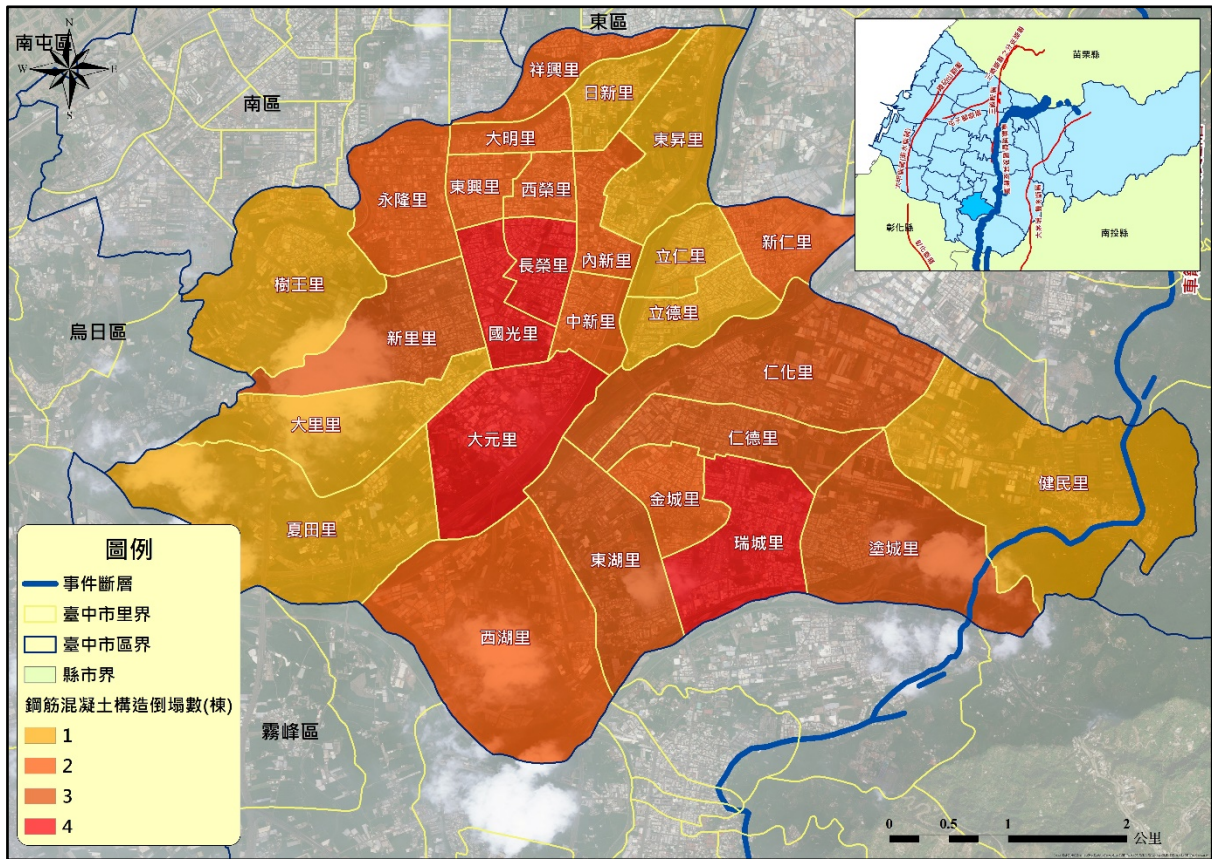 東區
南屯區
N
W
E
S
南區
祥興里
日新里
大明里
東昇里
永隆里
東興里
西榮里
新仁里
長榮里
內新里
立仁里
樹王里
國光里
中新里
立德里
烏日區
新里里
仁化里
大里里
大元里
仁德里
健民里
夏田里
金城里
瑞城里
塗城里
東湖里
西湖里
霧峰區
苗栗縣
彰化縣
南投縣
圖例
事件斷層
臺中市里界
臺中市區界
縣市界
鋼筋混凝土構造倒塌數(棟)
1
2
3
4
0 0.5 1 2
公里